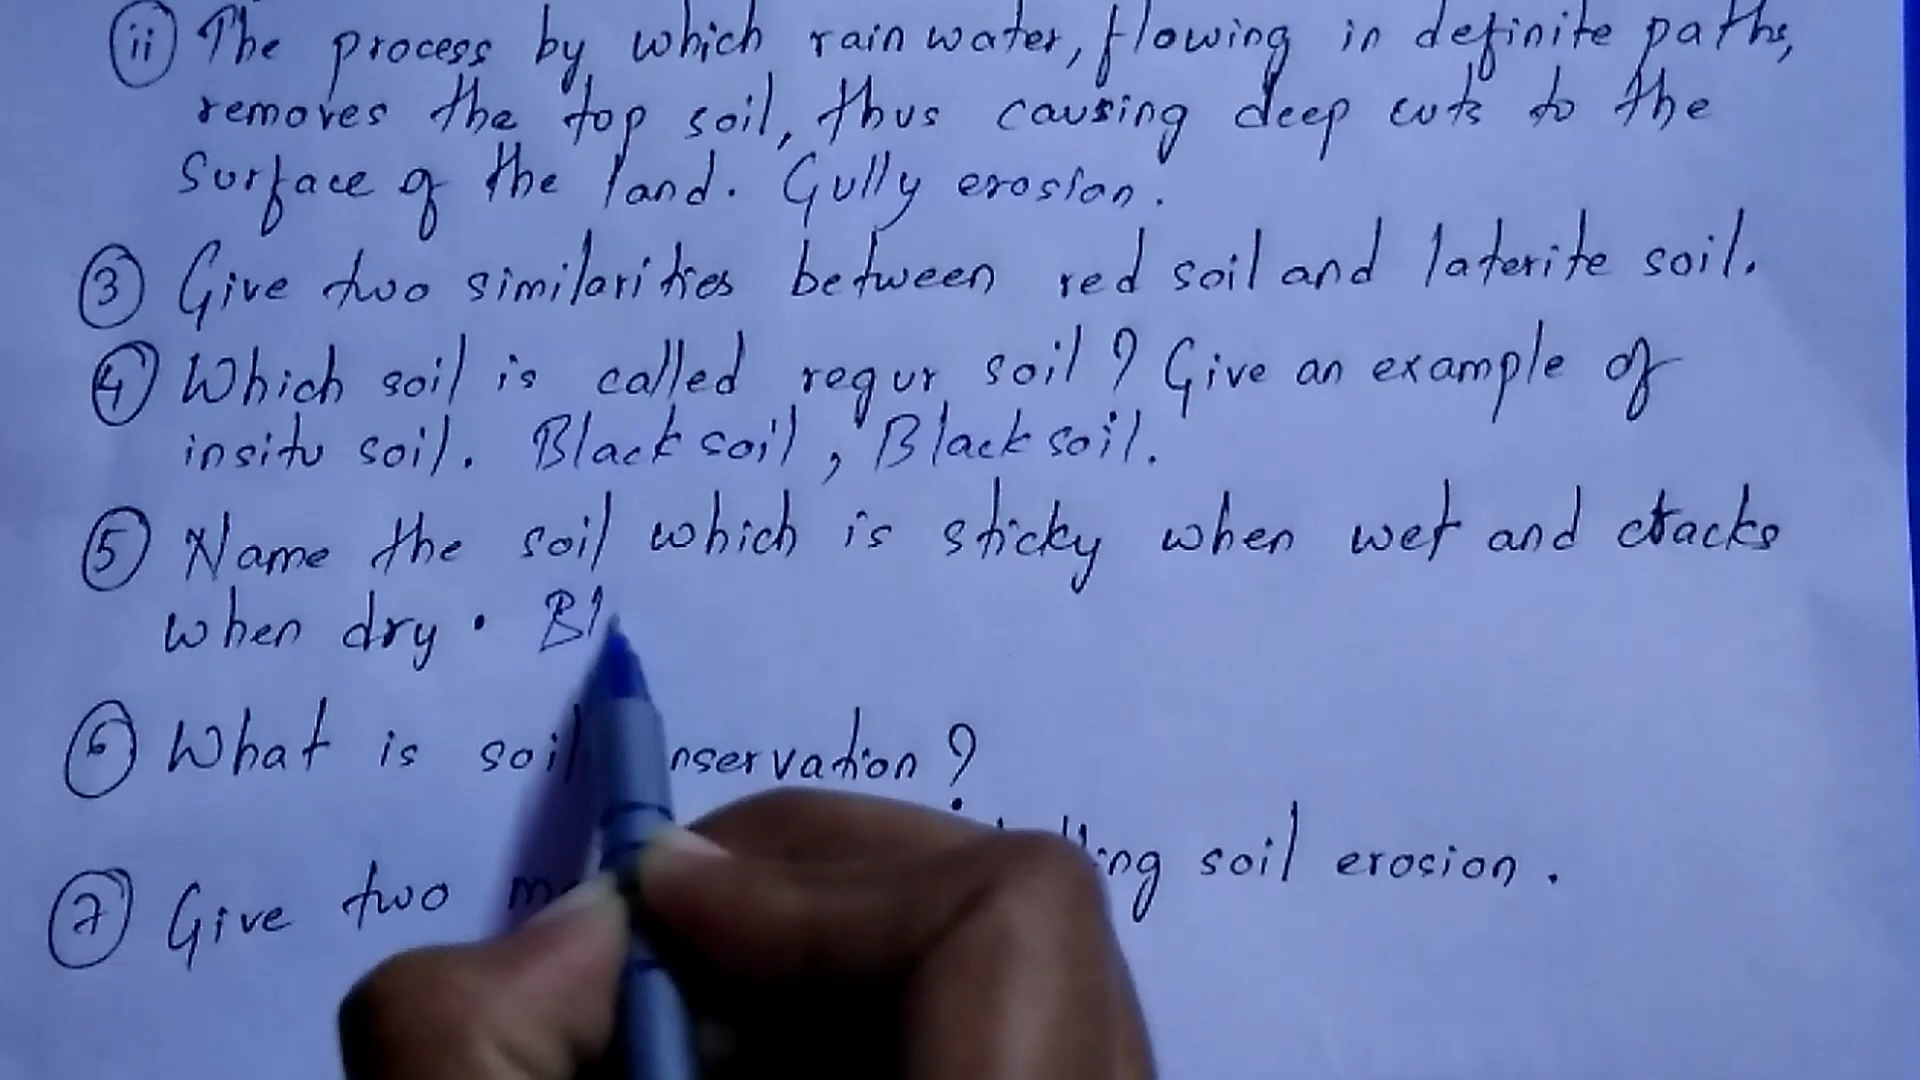 ii The process by which rain water, flowing in definite paths,
removes the top soil, thus causing deep cuts to the
Surface of the land. Gully erosion.
3 Give two similarities between red soil and laterite soil.
4 Which soil is called regur soil? Give an example of
insitu soil. Black soil, Black soil.
5 Name the soil which is sticky when wet and cracks
when dry. Bl
6 What is soil nservation?
7 Give two soil erosion.